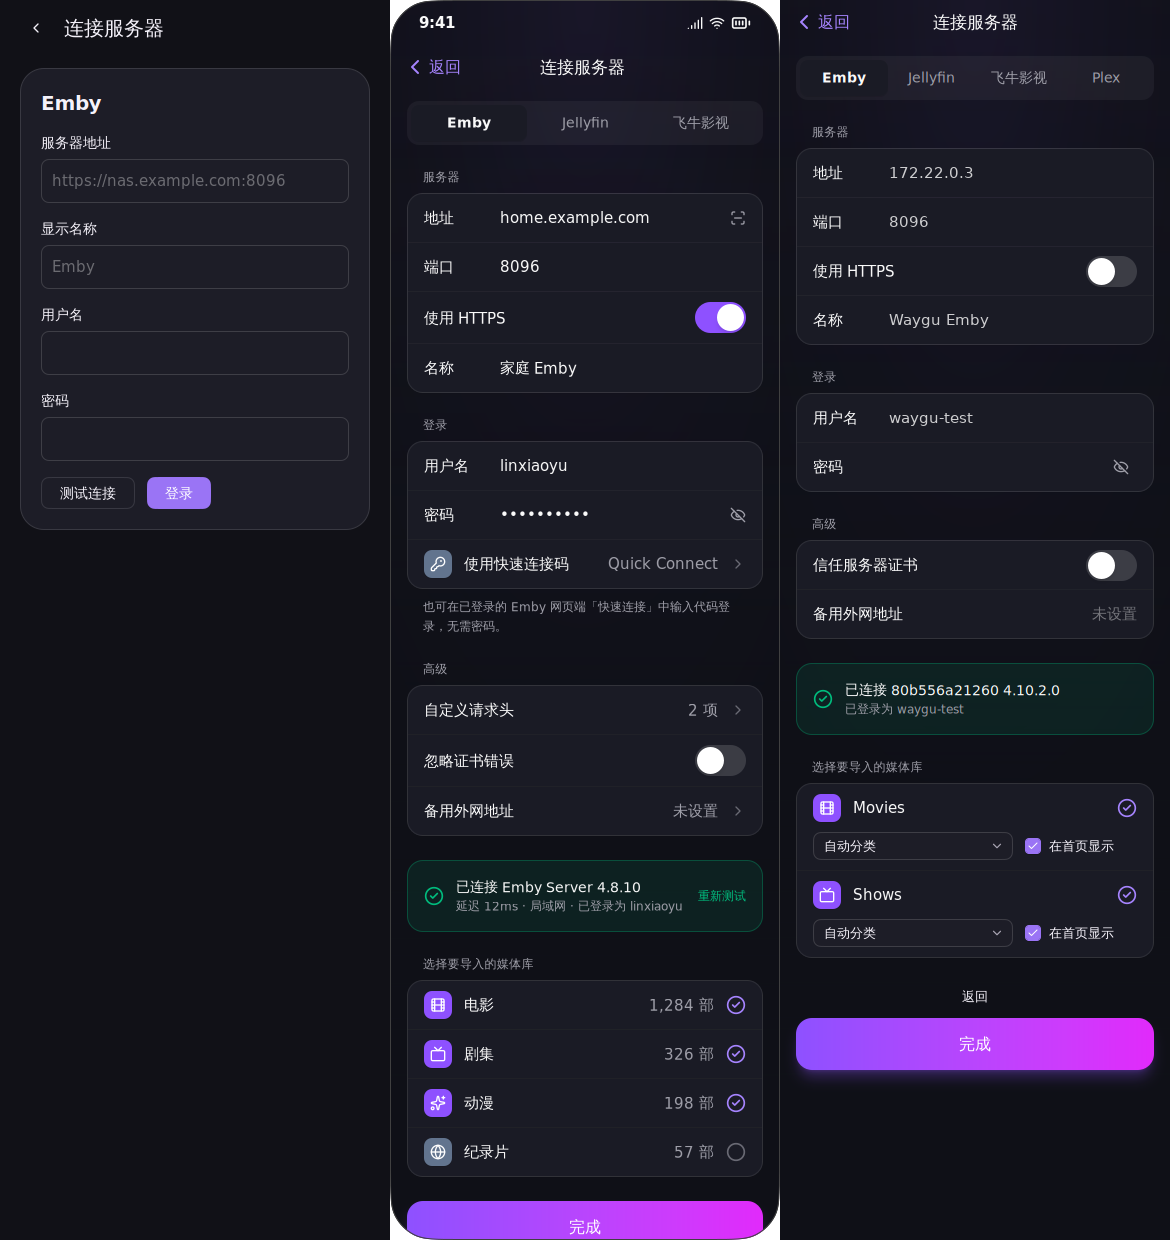 连接服务器
Emby
服务器地址
https://nas.example.com:8096
显示名称
Emby
用户名
密码
测试连接
登录
9:41
返回
连接服务器
Emby
Jellyfin
飞牛影视
服务器
地址
home.example.com
端口
8096
使用 HTTPS
名称
家庭 Emby
登录
用户名
linxiaoyu
密码
••••••••••
使用快速连接码
Quick Connect
也可在已登录的 Emby 网页端「快速连接」中输入代码登
录，无需密码。
高级
自定义请求头
2 项
忽略证书错误
备用外网地址
未设置
已连接 Emby Server 4.8.10
延迟 12ms · 局域网 · 已登录为 linxiaoyu
重新测试
选择要导入的媒体库
电影
1,284 部
剧集
326 部
动漫
198 部
纪录片
57 部
完成
返回
连接服务器
Emby
Jellyfin
飞牛影视
Plex
服务器
地址
172.22.0.3
端口
8096
使用 HTTPS
名称
Waygu Emby
登录
用户名
waygu-test
密码
高级
信任服务器证书
备用外网地址
未设置
已连接 80b556a21260 4.10.2.0
已登录为 waygu-test
选择要导入的媒体库
Movies
自动分类
在首页显示
Shows
自动分类
在首页显示
返回
完成